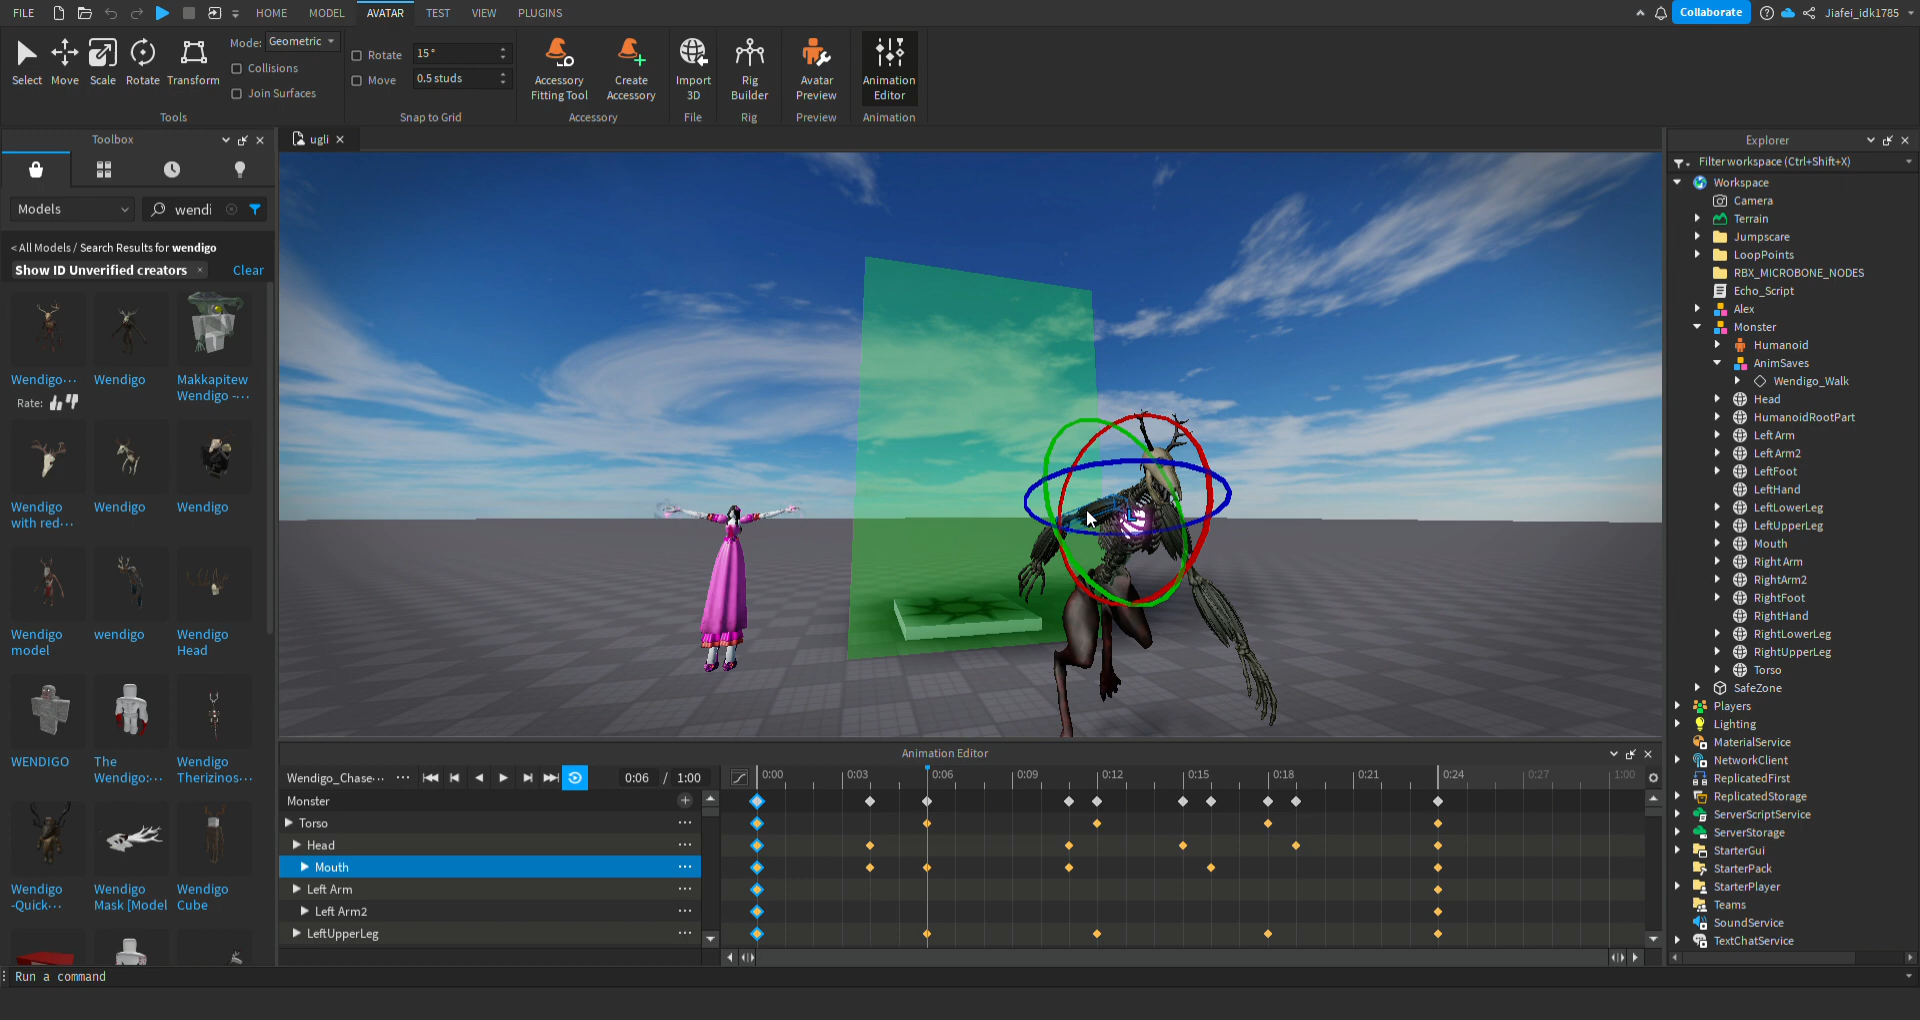 FILE HOME MODEL AVATAR TEST VIEW PLUGINS Collaborate Jiafei_idk1785
Select Move Scale Rotate Transform
Mode: Geometric
Collisions
Join Surfaces
Tools
Rotate 15°
Move 0.5 studs
Snap to Grid
Accessory Fitting Tool
Create Accessory
Accessory
Import 3D
File
Rig Builder
Rig
Avatar Preview
Preview
Animation Editor
Animation
Toolbox
Models wendi
< All Models / Search Results for wendigo
Show ID Unverified creators × Clear
Wendigo... Wendigo Makkapitew
Wendigo -...
Rate:
Wendigo Wendigo Wendigo
with red...
Wendigo wendigo Wendigo
model Head
WENDIGO The Wendigo
Wendigo:... Therizinos...
Wendigo Wendigo Wendigo
-Quick... Mask [Model Cube
ugli
Animation Editor
Wendigo_Chase... 0:06 / 1:00
0:00 0:03 0:06 0:09 0:12 0:15 0:18 0:21 0:24 0:27 1:00
Monster
Torso
Head
Mouth
Left Arm
Left Arm2
LeftUpperLeg
Explorer
Filter workspace (Ctrl+Shift+X)
Workspace
Camera
Terrain
Jumpscare
LoopPoints
RBX_MICROBONE_NODES
Echo_Script
Alex
Monster
Humanoid
AnimSaves
Wendigo_Walk
Head
HumanoidRootPart
Left Arm
Left Arm2
LeftFoot
LeftHand
LeftLowerLeg
LeftUpperLeg
Mouth
Right Arm
RightArm2
RightFoot
RightHand
RightLowerLeg
RightUpperLeg
Torso
SafeZone
Players
Lighting
MaterialService
NetworkClient
ReplicatedFirst
ReplicatedStorage
ServerScriptService
ServerStorage
StarterGui
StarterPack
StarterPlayer
Teams
SoundService
TextChatService
Run a command